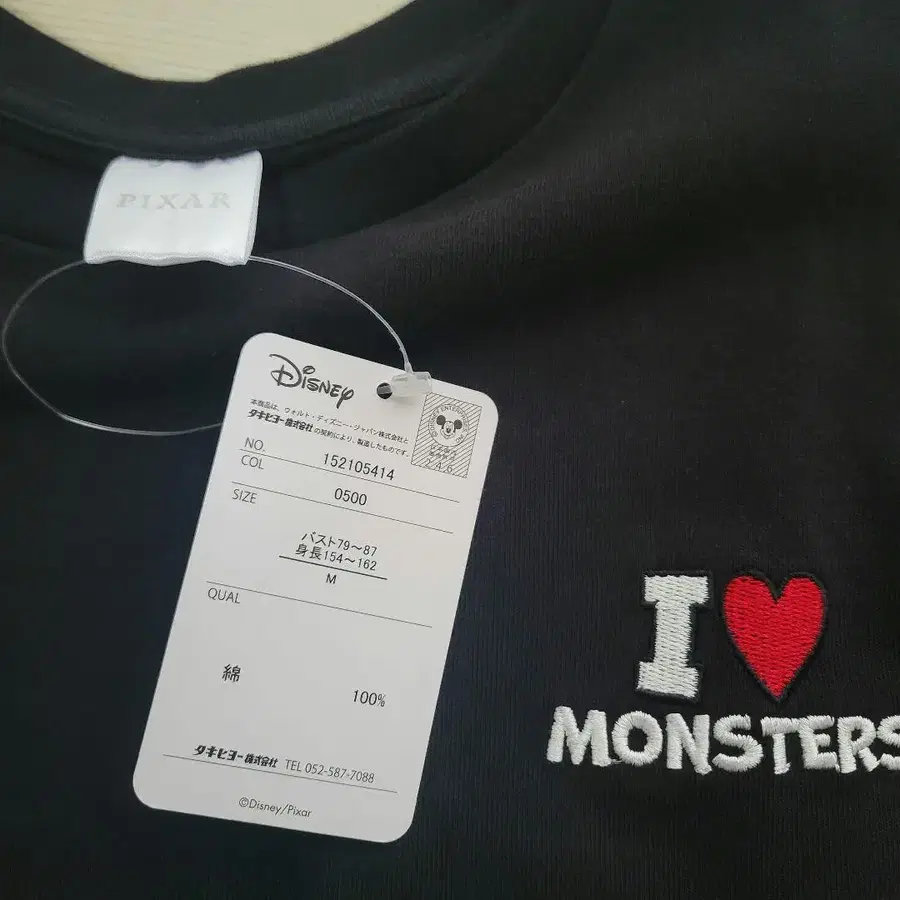 PIXAR
Disney
本商品は、ウォルト・ディズニー・ジャパン株式会社と
タキヒヨー株式会社の契約により、製造したものです。
NO. 152105414
COL 0500
SIZE
バスト79〜87
身長154〜162
M
QUAL
綿 100%
タキヒヨー株式会社 TEL 052-587-7088
©Disney/Pixar
I
MONSTERS